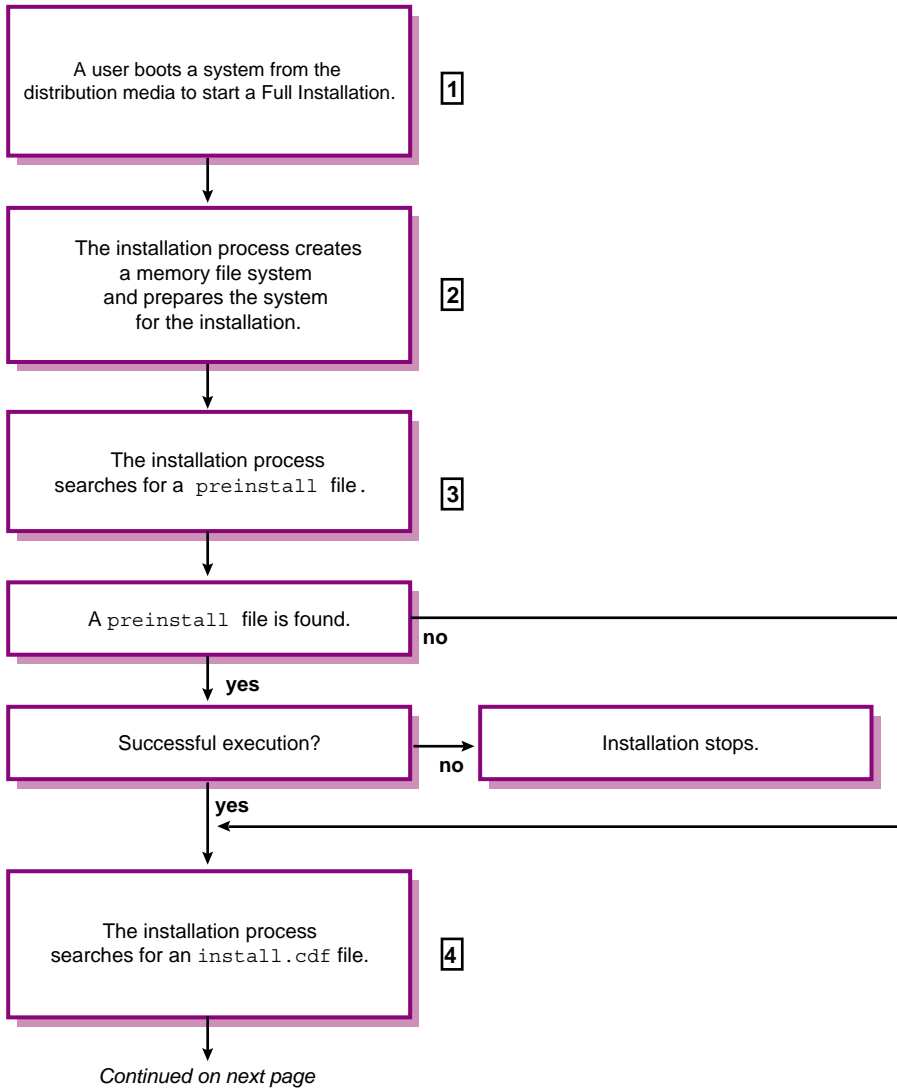 A user boots a system from the
distribution media to start a Full Installation.
1
The installation process creates
a memory file system
and prepares the system
for the installation.
2
The installation process
searches for a preinstall file.
3
A preinstall file is found.
no
yes
Successful execution?
no
Installation stops.
yes
The installation process
searches for an install.cdf file.
4
Continued on next page